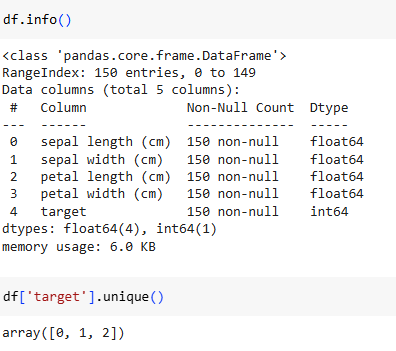 df.info()
<class 'pandas.core.frame.DataFrame'>
RangeIndex: 150 entries, 0 to 149
Data columns (total 5 columns):
 #   Column             Non-Null Count  Dtype
---  ------             --------------  -----
 0   sepal length (cm)  150 non-null    float64
 1   sepal width (cm)   150 non-null    float64
 2   petal length (cm)  150 non-null    float64
 3   petal width (cm)   150 non-null    float64
 4   target             150 non-null    int64
dtypes: float64(4), int64(1)
memory usage: 6.0 KB
df['target'].unique()
array([0, 1, 2])